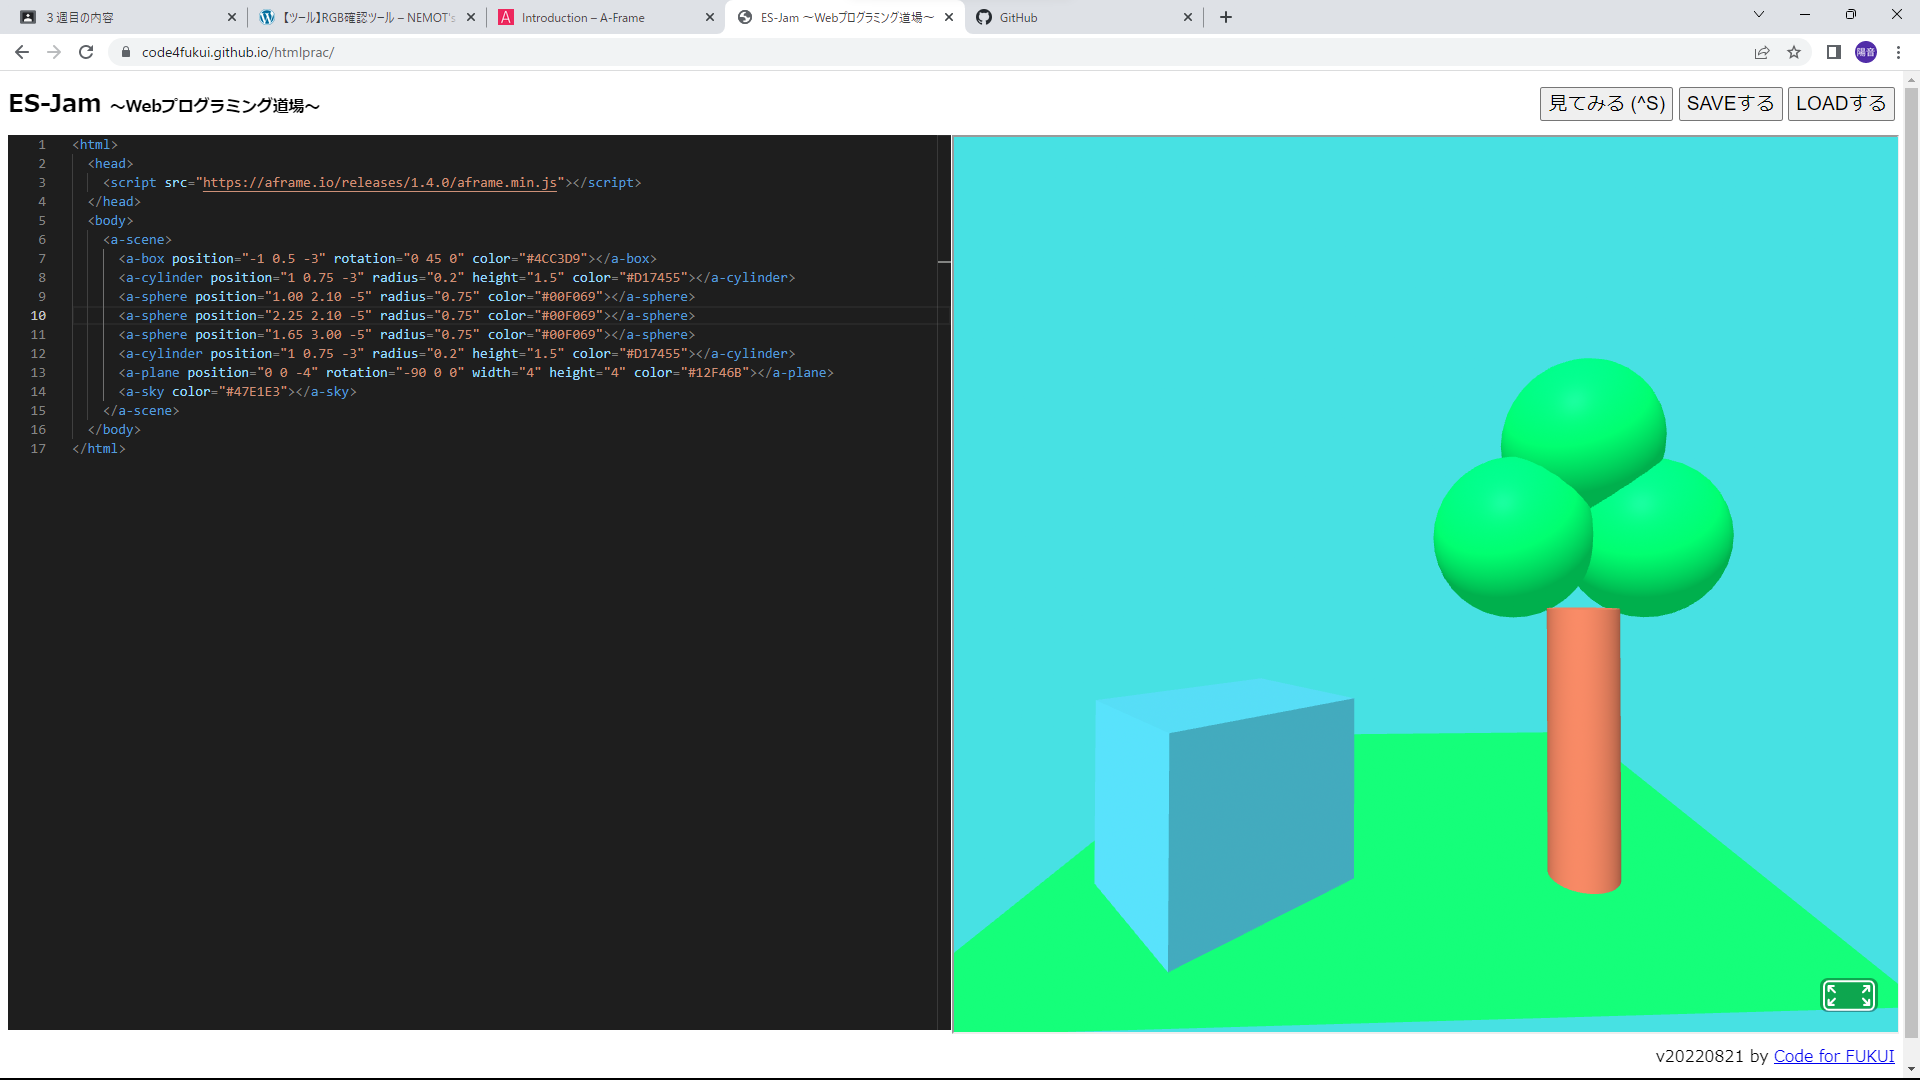 ３週目の内容
【ツール】RGB確認ツール – NEMOT's
Introduction – A-Frame
ES-Jam 〜Webプログラミング道場〜
GitHub
code4fukui.github.io/htmlprac/
陽音
ES-Jam 〜Webプログラミング道場〜
見てみる (^S) SAVEする LOADする
1 <html>
2 <head>
3 <script src="https://aframe.io/releases/1.4.0/aframe.min.js"></script>
4 </head>
5 <body>
6 <a-scene>
7 <a-box position="-1 0.5 -3" rotation="0 45 0" color="#4CC3D9"></a-box>
8 <a-cylinder position="1 0.75 -3" radius="0.2" height="1.5" color="#D17455"></a-cylinder>
9 <a-sphere position="1.00 2.10 -5" radius="0.75" color="#00F069"></a-sphere>
10 <a-sphere position="2.25 2.10 -5" radius="0.75" color="#00F069"></a-sphere>
11 <a-sphere position="1.65 3.00 -5" radius="0.75" color="#00F069"></a-sphere>
12 <a-cylinder position="1 0.75 -3" radius="0.2" height="1.5" color="#D17455"></a-cylinder>
13 <a-plane position="0 0 -4" rotation="-90 0 0" width="4" height="4" color="#12F46B"></a-plane>
14 <a-sky color="#47E1E3"></a-sky>
15 </a-scene>
16 </body>
17 </html>
v20220821 by Code for FUKUI